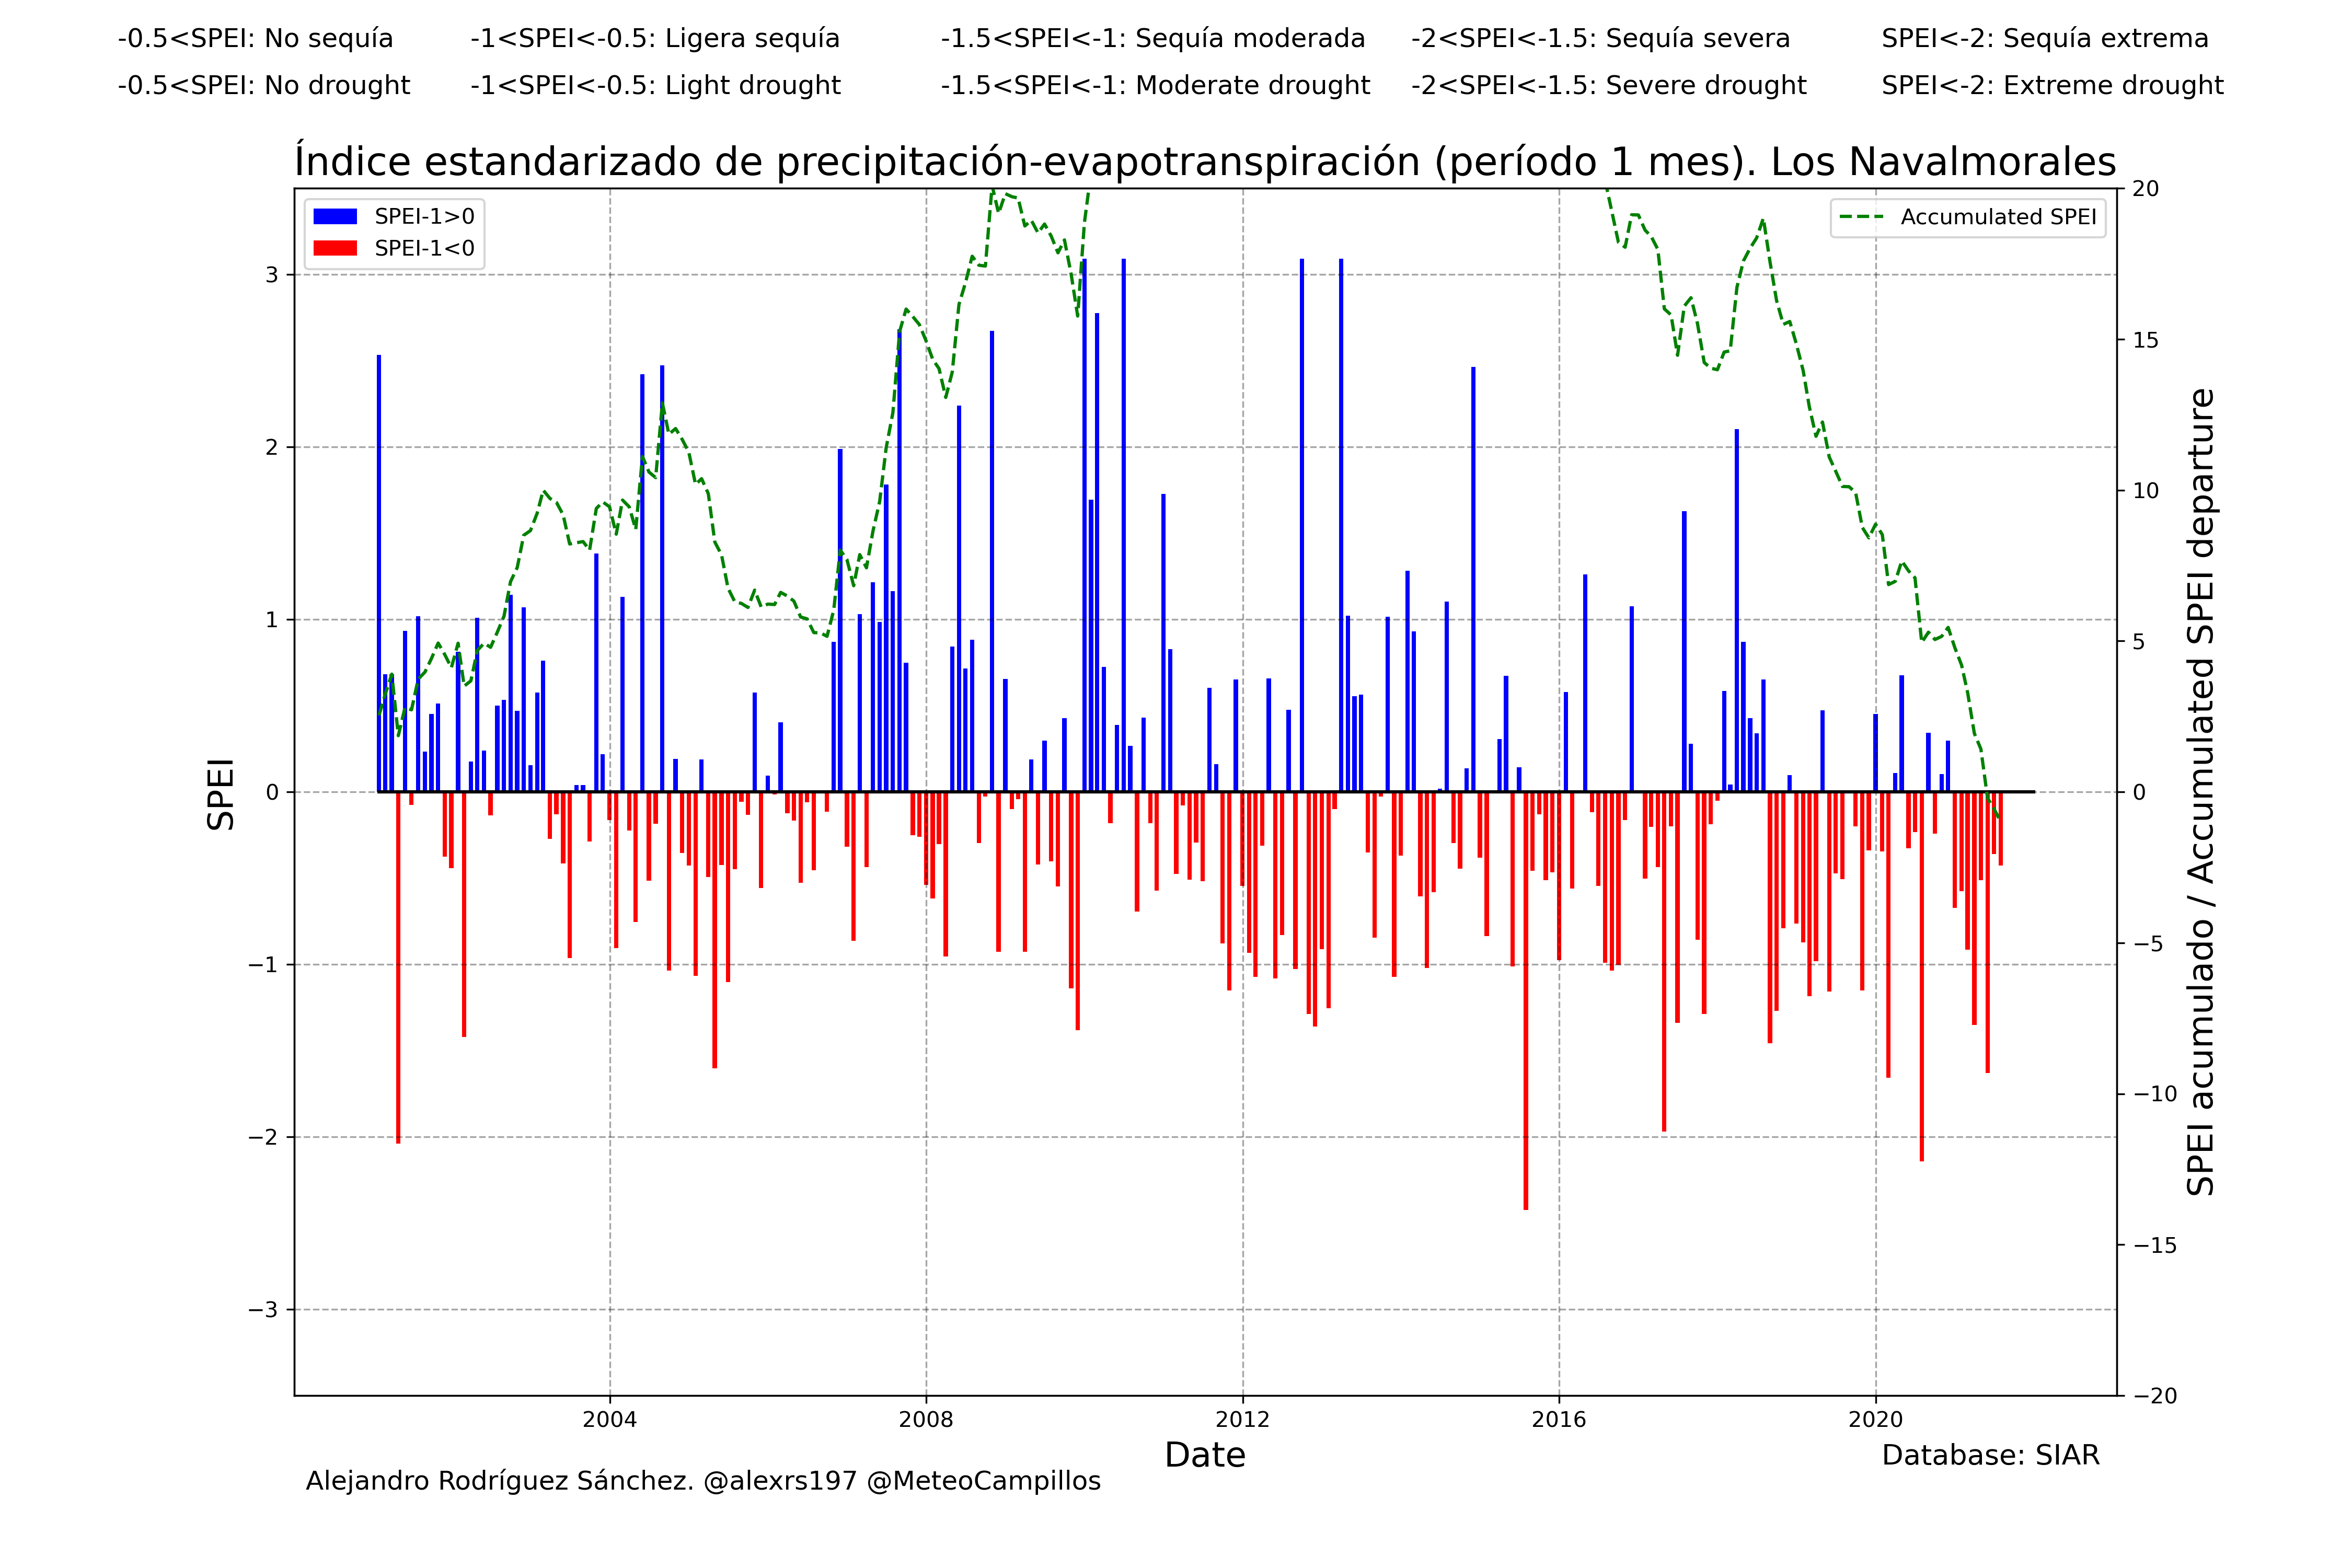 -0.5<SPEI: No sequía -1<SPEI<-0.5: Ligera sequía -1.5<SPEI<-1: Sequía moderada -2<SPEI<-1.5: Sequía severa SPEI<-2: Sequía extrema
-0.5<SPEI: No drought -1<SPEI<-0.5: Light drought -1.5<SPEI<-1: Moderate drought -2<SPEI<-1.5: Severe drought SPEI<-2: Extreme drought
Índice estandarizado de precipitación-evapotranspiración (período 1 mes). Los Navalmorales
SPEI-1>0
SPEI-1<0
Accumulated SPEI
SPEI
3
2
1
0
−1
−2
−3
20
15
10
5
0
−5
−10
−15
−20
SPEI acumulado / Accumulated SPEI departure
2004 2008 2012 2016 2020
Date
Database: SIAR
Alejandro Rodríguez Sánchez. @alexrs197 @MeteoCampillos